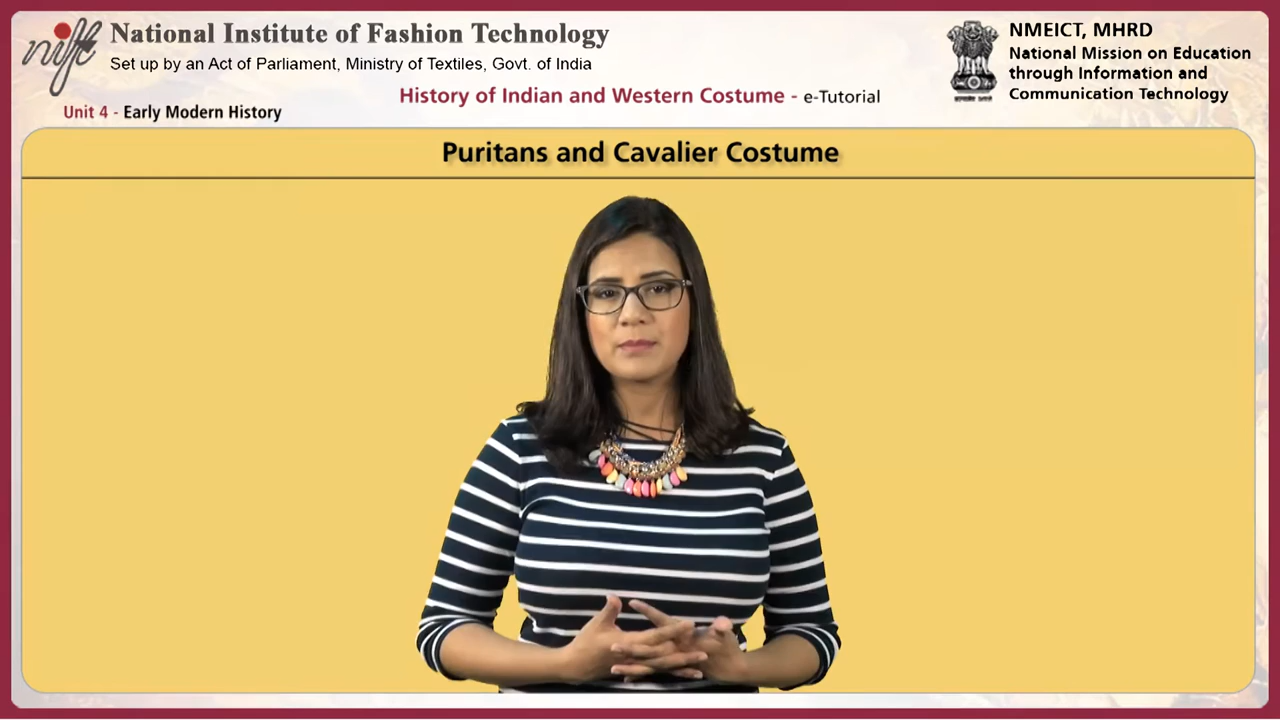 nift
National Institute of Fashion Technology
Set up by an Act of Parliament, Ministry of Textiles, Govt. of India
NMEICT, MHRD
National Mission on Education
through Information and
Communication Technology
History of Indian and Western Costume - e-Tutorial
Unit 4 - Early Modern History
Puritans and Cavalier Costume